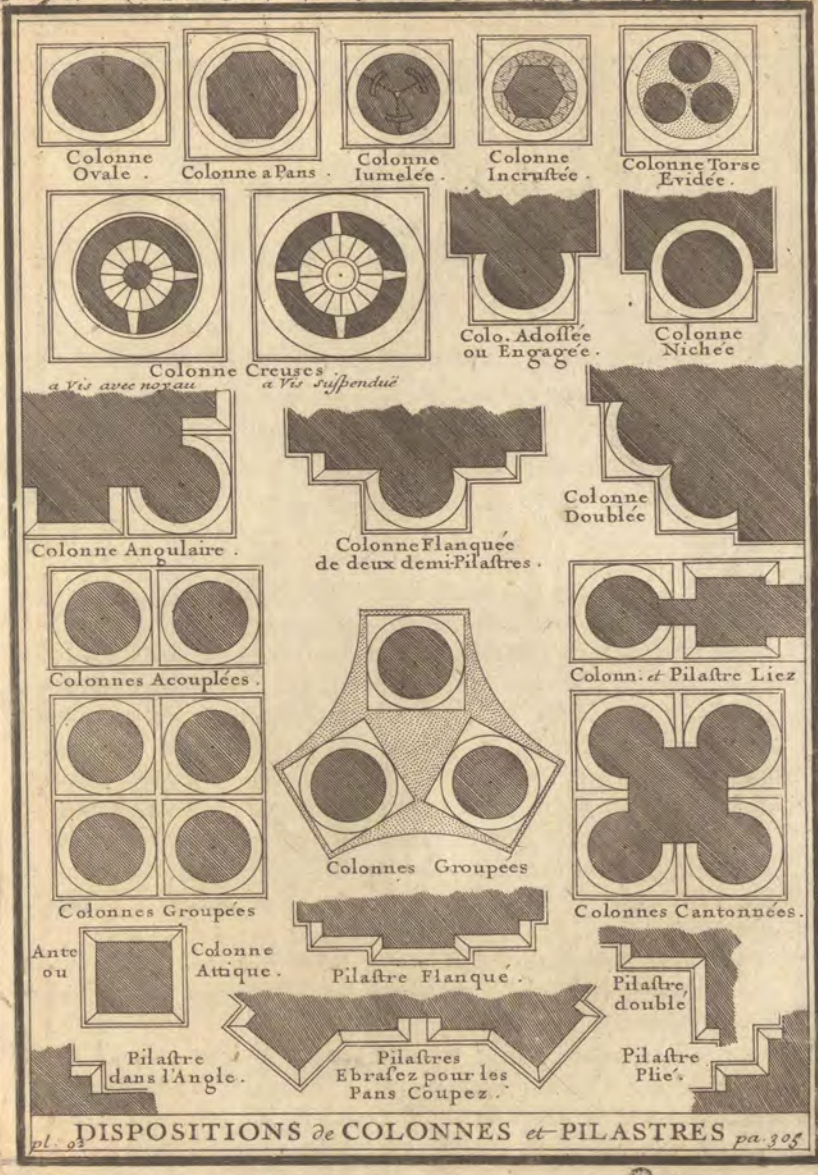 Colonne
Ovale .
Colonne a Pans .
Colonne
Iumelée .
Colonne
Incrustée .
Colonne Torse
Evidée .
Colonne Creuses .
a Vis avec noyau
a Vis suspenduë
Colo. Adossée
ou Engagée .
Colonne
Nichée
Colonne Angulaire .
Colonne Flanquée
de deux demi-Pilastres .
Colonne
Doublée
Colonnes Acouplées .
Colonn. et Pilastre Liez
Colonnes Groupées
Colonnes Groupées
Colonnes Cantonnées .
Ante
ou
Colonne
Attique .
Pilastre Flanqué .
Pilastre
doublé
Pilastre
dans l'Angle .
Pilastres
Ebrasez pour les
Pans Coupez .
Pilastre
Plié .
pl.
DISPOSITIONS de COLONNES et PILASTRES
pa. 305